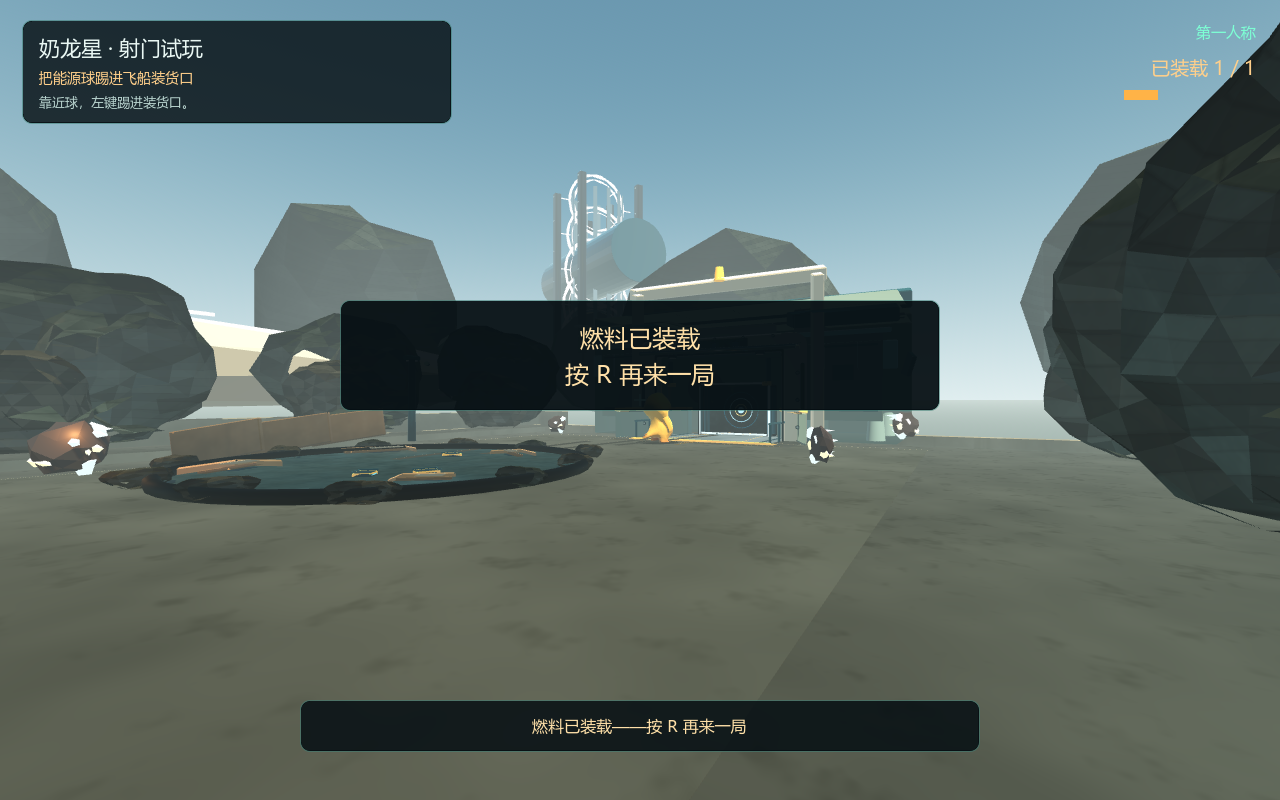 奶龙星 · 射门试玩
把能源球踢进飞船装货口
靠近球，左键踢进装货口。
第一人称
已装载 1 / 1
燃料已装载
按 R 再来一局
燃料已装载——按 R 再来一局